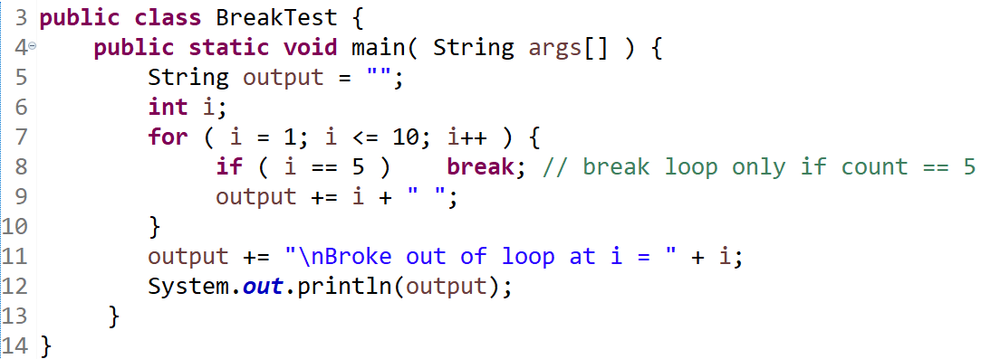 3 public class BreakTest {
4 public static void main( String args[] ) {
5 String output = "";
6 int i;
7 for ( i = 1; i <= 10; i++ ) {
8 if ( i == 5 ) break; // break loop only if count == 5
9 output += i + " ";
10 }
11 output += "\nBroke out of loop at i = " + i;
12 System.out.println(output);
13 }
14 }